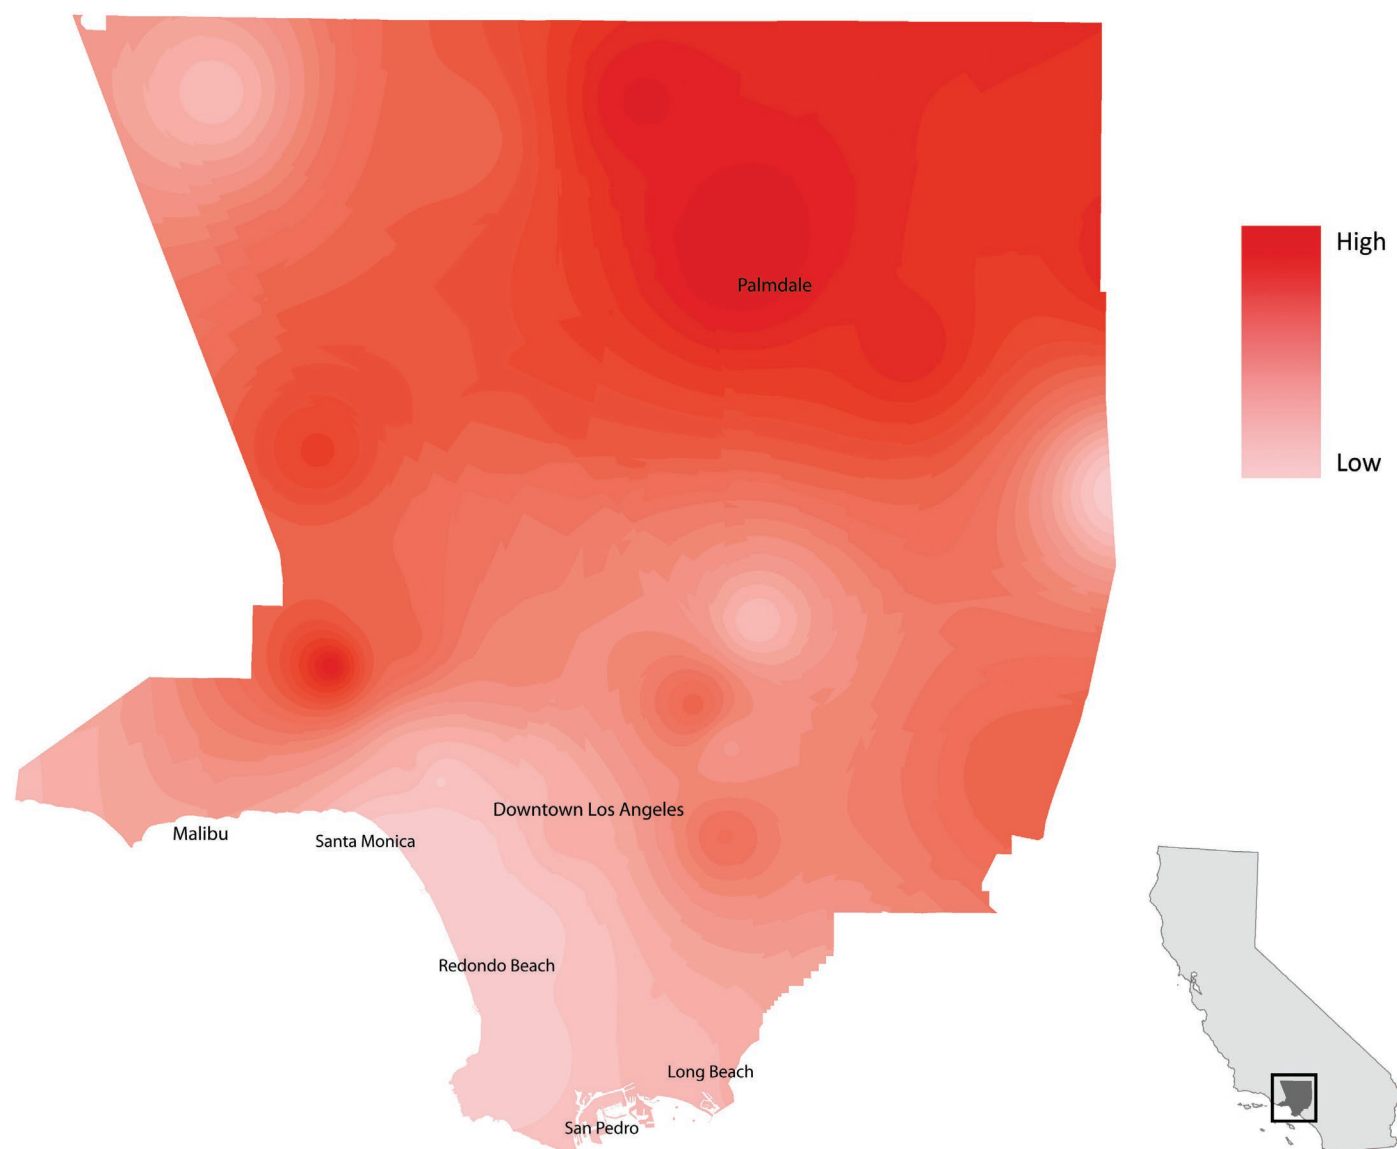 High
Palmdale
Low
Downtown Los Angeles
Malibu
Santa Monica
Redondo Beach
Long Beach
San Pedro